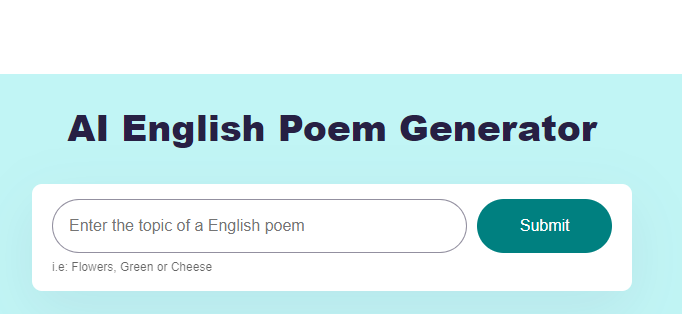 AI English Poem Generator
Enter the topic of a English poem
Submit
i.e: Flowers, Green or Cheese